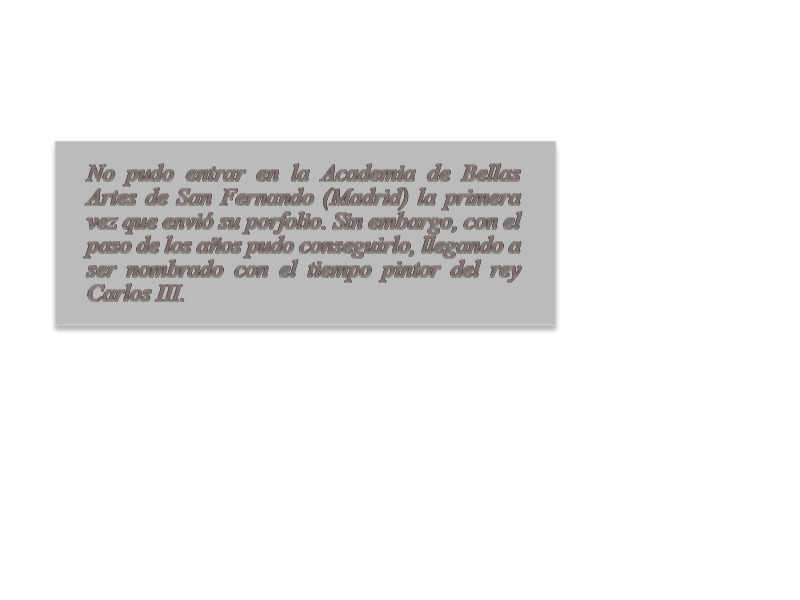 No pudo entrar en la Academia de Bellas
Artes de San Fernando (Madrid) la primera
vez que envió su porfolio. Sin embargo, con el
paso de los años pudo conseguirlo, llegando a
ser nombrado con el tiempo pintor del rey
Carlos III.